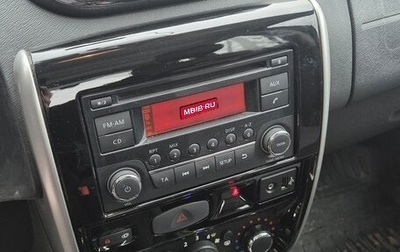 MBIB.RU
AUX
FM·AM
CD
RPT
MIX
DISP
A-Z
TA
SETUP